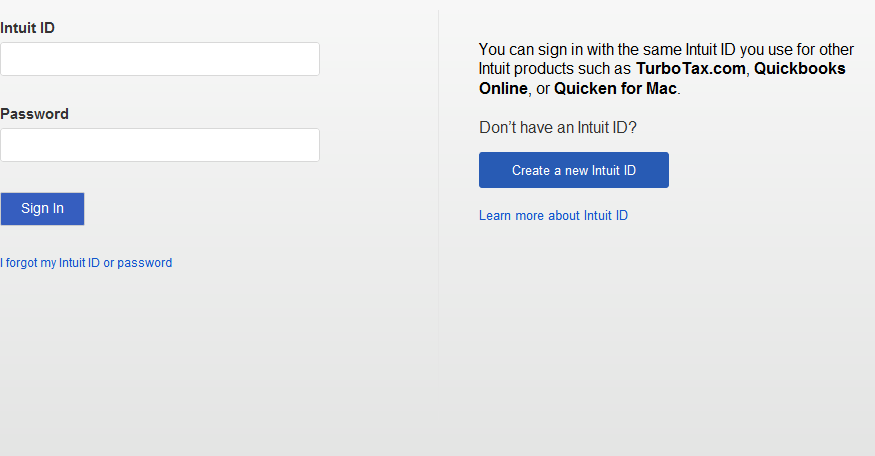 Intuit ID
Password
Sign In
I forgot my Intuit ID or password
You can sign in with the same Intuit ID you use for other
Intuit products such as TurboTax.com, Quickbooks
Online, or Quicken for Mac.
Don't have an Intuit ID?
Create a new Intuit ID
Learn more about Intuit ID